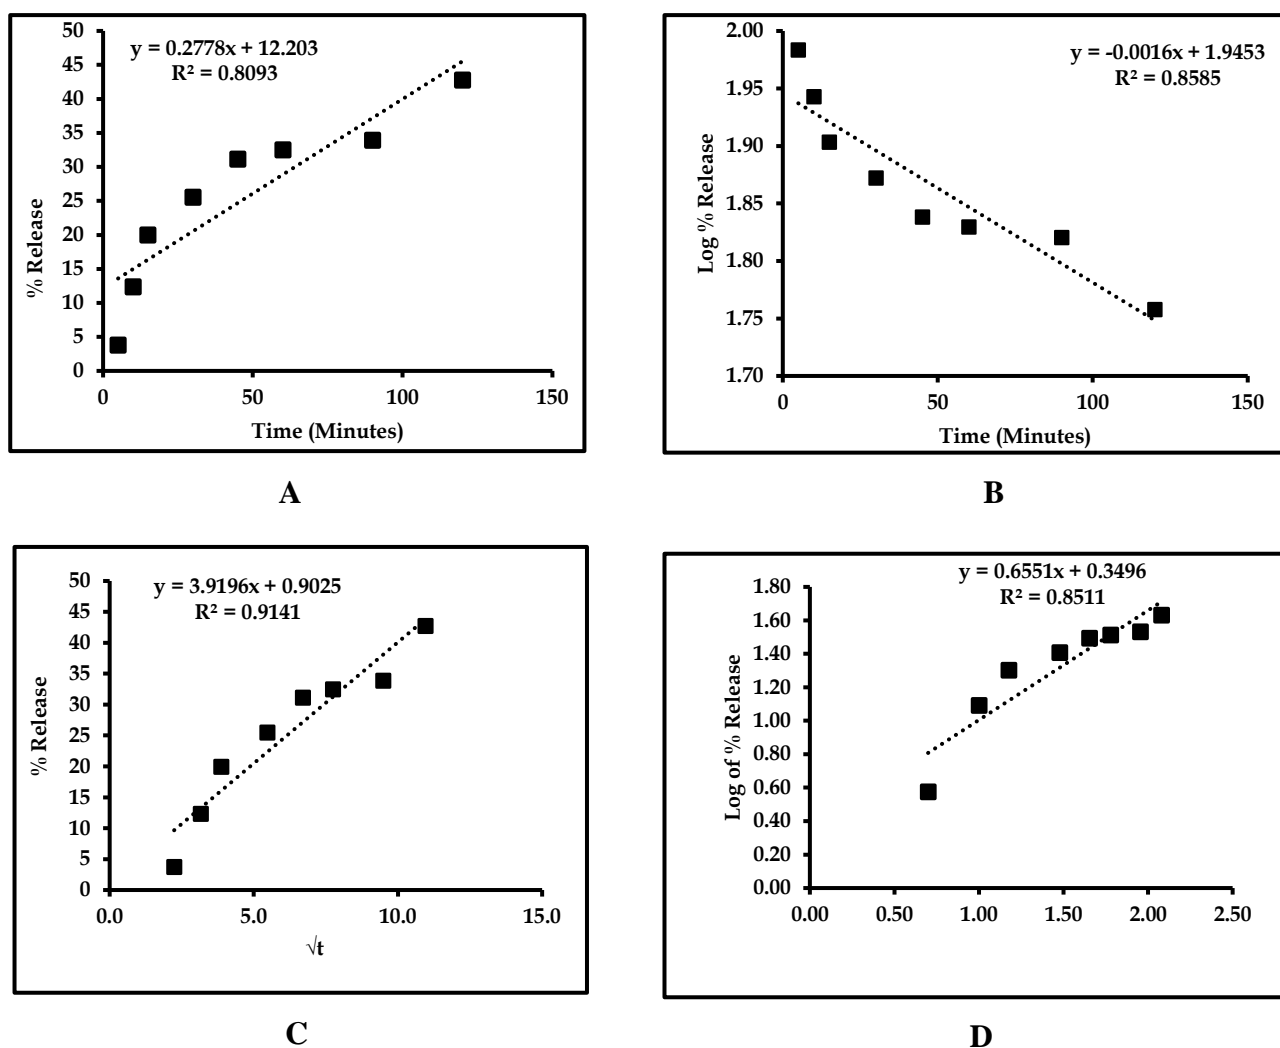 y = 0.2778x + 12.203
R² = 0.8093
50
45
40
35
30
25
20
15
10
5
0
% Release
0 50 100 150
Time (Minutes)
A
y = -0.0016x + 1.9453
R² = 0.8585
2.00
1.95
1.90
1.85
1.80
1.75
1.70
Log % Release
0 50 100 150
Time (Minutes)
B
y = 3.9196x + 0.9025
R² = 0.9141
50
45
40
35
30
25
20
15
10
5
0
% Release
0.0 5.0 10.0 15.0
√t
C
y = 0.6551x + 0.3496
R² = 0.8511
1.80
1.60
1.40
1.20
1.00
0.80
0.60
0.40
0.20
0.00
Log of % Release
0.00 0.50 1.00 1.50 2.00 2.50
D